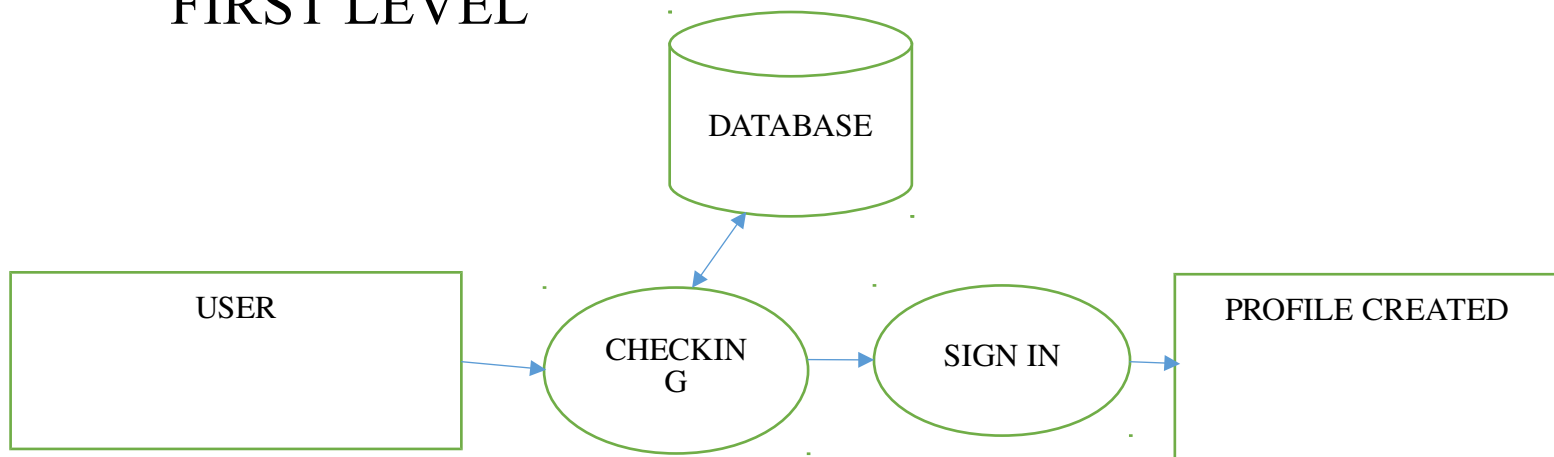 FIRST LEVEL
DATABASE
USER
CHECKIN
G
SIGN IN
PROFILE CREATED